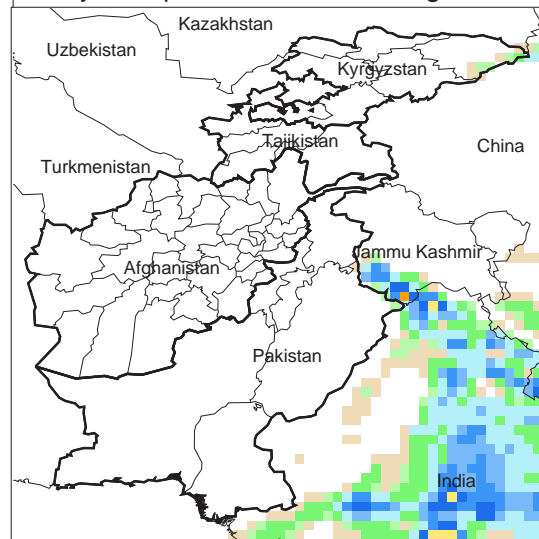 Kazakhstan
Uzbekistan
Kyrgyzstan
Tajikistan
China
Turkmenistan
Jammu Kashmir
Afghanistan
Pakistan
India